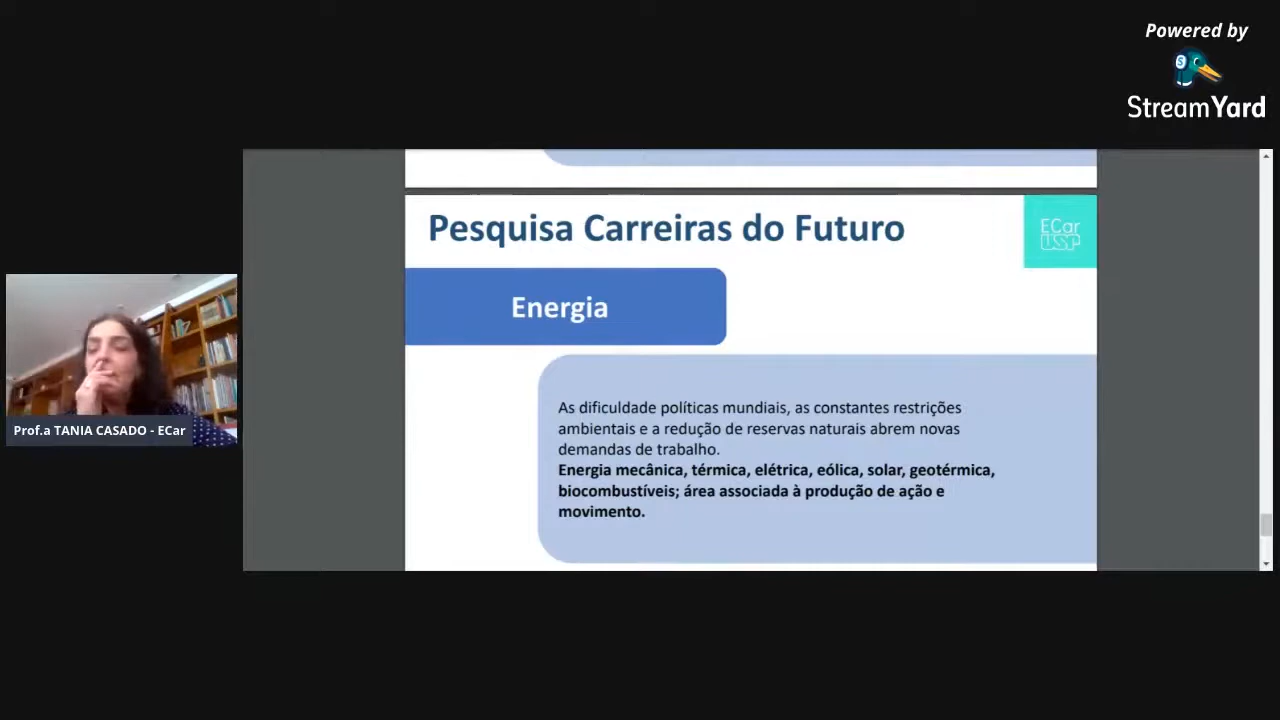 Powered by
StreamYard
Pesquisa Carreiras do Futuro
ECar
USP
Energia
As dificuldade políticas mundiais, as constantes restrições
ambientais e a redução de reservas naturais abrem novas
demandas de trabalho.
Energia mecânica, térmica, elétrica, eólica, solar, geotérmica,
biocombustíveis; área associada à produção de ação e
movimento.
Prof.a TANIA CASADO - ECar